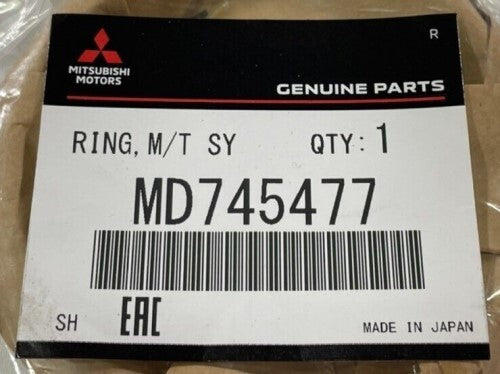 R
MITSUBISHI
MOTORS
GENUINE PARTS
RING, M/T SY QTY: 1
MD745477
SH EAC MADE IN JAPAN